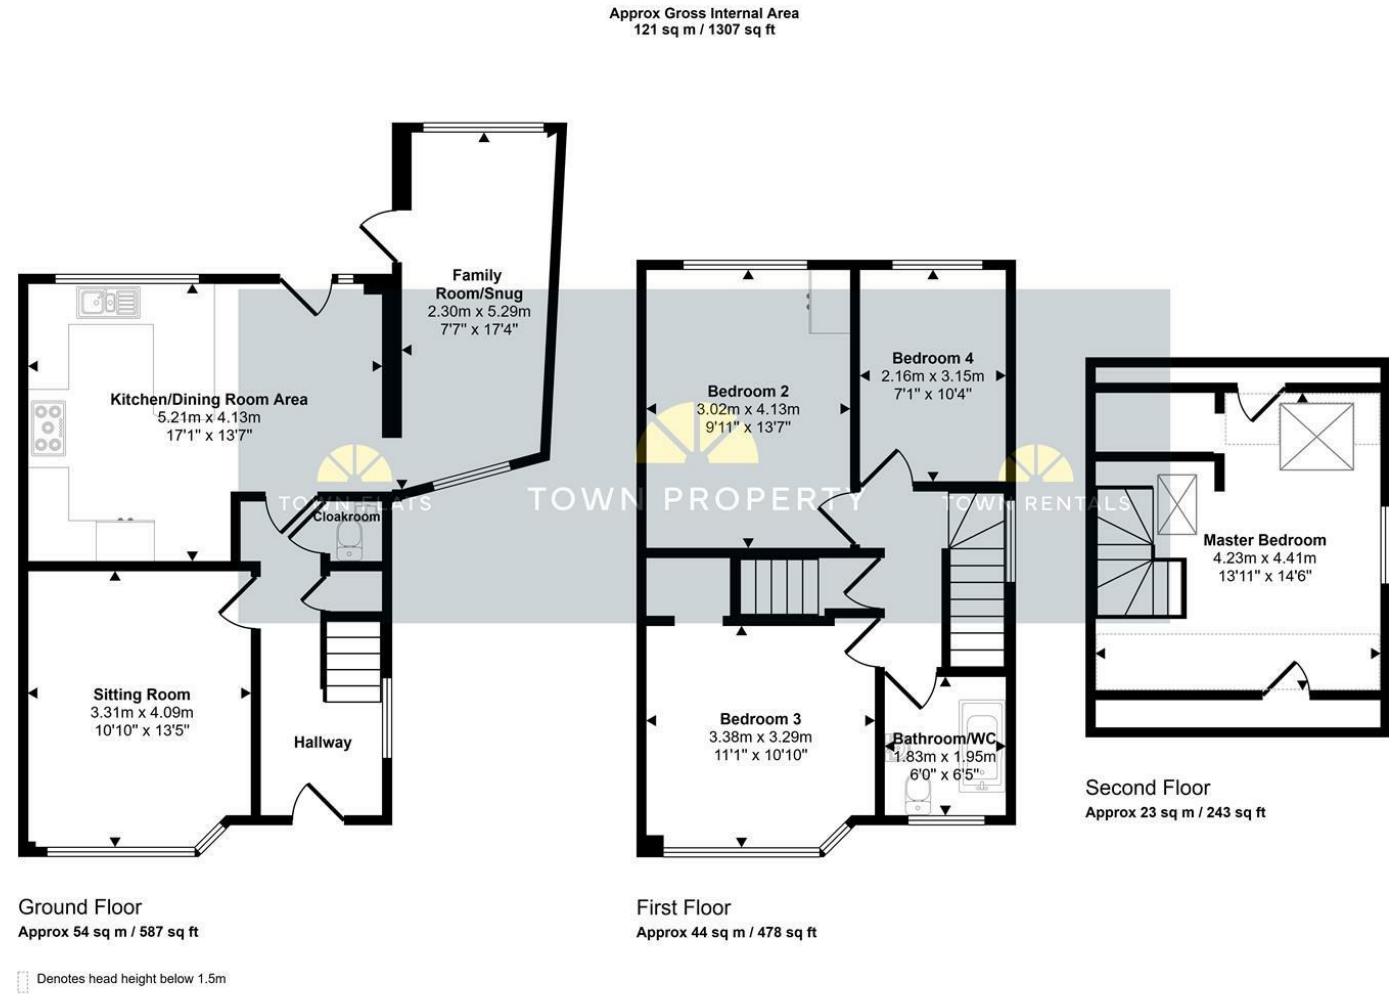 Approx Gross Internal Area
121 sq m / 1307 sq ft
Family
Room/Snug
2.30m x 5.29m
7'7" x 17'4"
Kitchen/Dining Room Area
5.21m x 4.13m
17'1" x 13'7"
Cloakroom
Sitting Room
3.31m x 4.09m
10'10" x 13'5"
Hallway
Bedroom 2
3.02m x 4.13m
9'11" x 13'7"
Bedroom 4
2.16m x 3.15m
7'1" x 10'4"
Bedroom 3
3.38m x 3.29m
11'1" x 10'10"
Bathroom/WC
1.83m x 1.95m
6'0" x 6'5"
Master Bedroom
4.23m x 4.41m
13'11" x 14'6"
TOWN FLATS
TOWN PROPERTY
TOWN RENTALS
Second Floor
Approx 23 sq m / 243 sq ft
Ground Floor
Approx 54 sq m / 587 sq ft
First Floor
Approx 44 sq m / 478 sq ft
Denotes head height below 1.5m